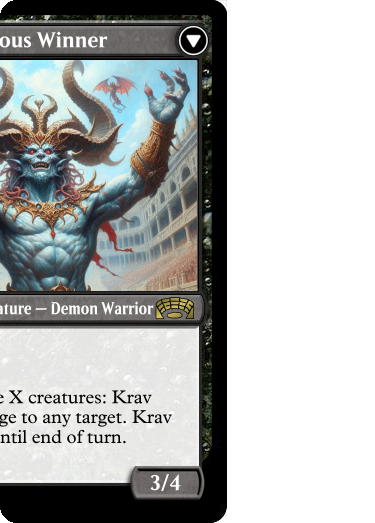 ous Winner
ature — Demon Warrior
e X creatures: Krav
ge to any target. Krav
ntil end of turn.
3/4